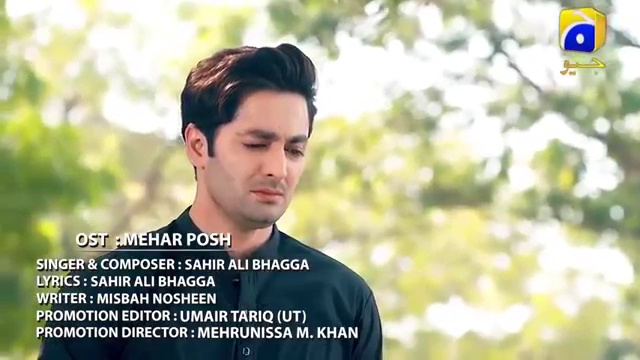 جیو
OST :.MEHAR POSH
SINGER & COMPOSER : SAHIR ALI BHAGGA
LYRICS : SAHIR ALI BHAGGA
WRITER : MISBAH NOSHEEN
PROMOTION EDITOR : UMAIR TARIQ (UT)
PROMOTION DIRECTOR : MEHRUNISSA M. KHAN